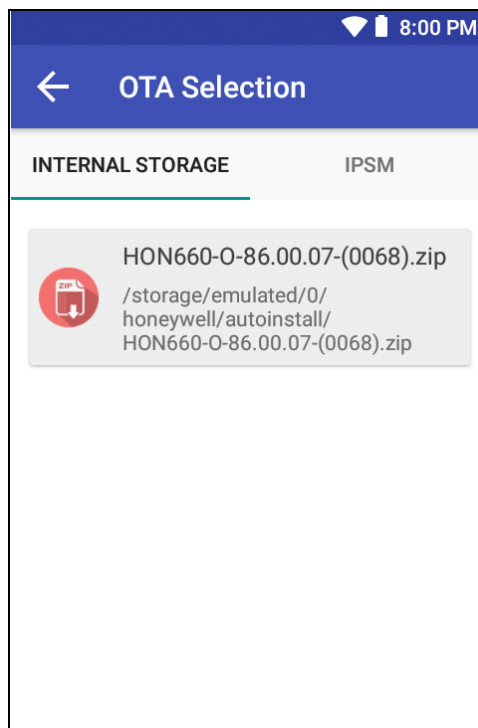 8:00 PM
OTA Selection
INTERNAL STORAGE IPSM
HON660-O-86.00.07-(0068).zip
ZIP
/storage/emulated/0/
honeywell/autoinstall/
HON660-O-86.00.07-(0068).zip